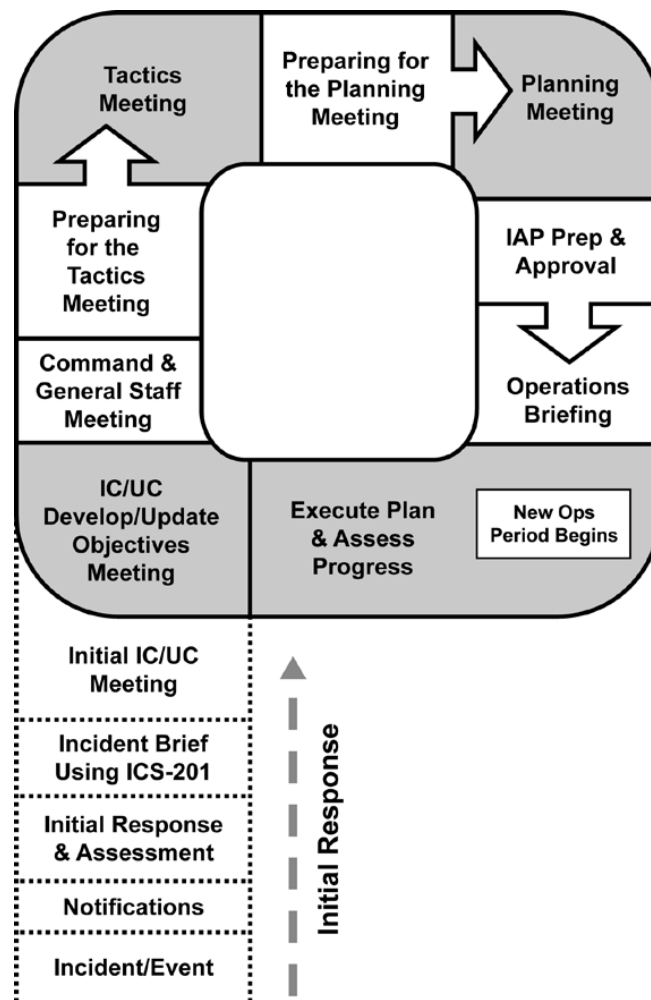 Tactics
Meeting
Preparing for
the Planning
Meeting
Planning
Meeting
Preparing
for the
Tactics
Meeting
IAP Prep &
Approval
Command &
General Staff
Meeting
Operations
Briefing
IC/UC
Develop/Update
Objectives
Meeting
Execute Plan
& Assess
Progress
New Ops
Period Begins
Initial IC/UC
Meeting
Incident Brief
Using ICS-201
Initial Response
& Assessment
Notifications
Incident/Event
Initial Response